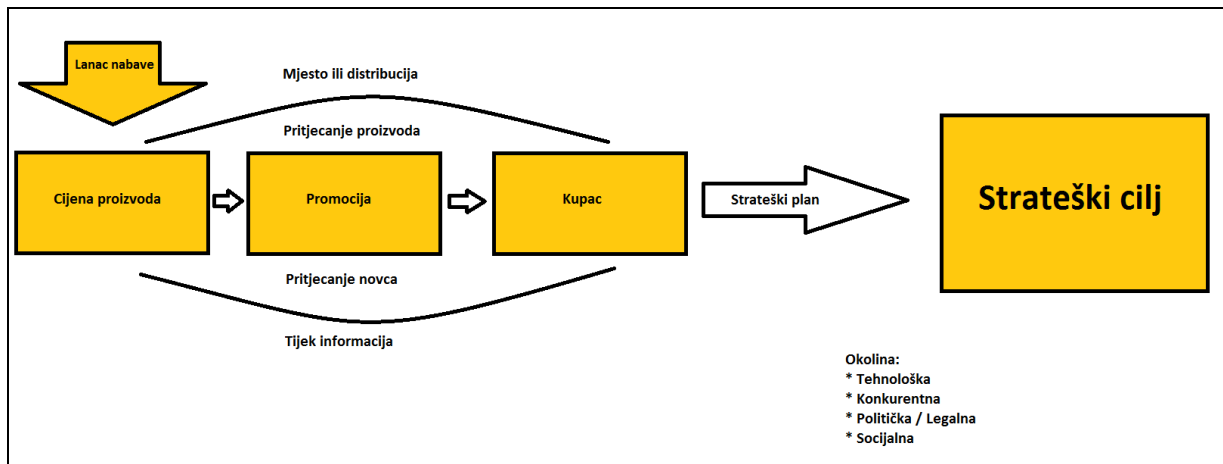 Lanac nabave
Mjesto ili distribucija
Pritjecanje proizvoda
Cijena proizvoda
Promocija
Kupac
Strateški plan
Strateški cilj
Pritjecanje novca
Tijek informacija
Okolina:
* Tehnološka
* Konkurentna
* Politička / Legalna
* Socijalna